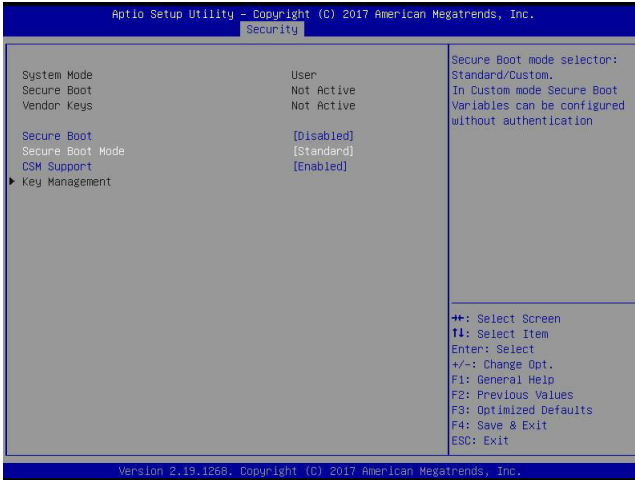 Aptio Setup Utility – Copyright (C) 2017 American Megatrends, Inc.
Security
System Mode User
Secure Boot Not Active
Vendor Keys Not Active
Secure Boot [Disabled]
Secure Boot Mode [Standard]
CSM Support [Enabled]
▶ Key Management
Secure Boot mode selector:
Standard/Custom.
In Custom mode Secure Boot
Variables can be configured
without authentication
→←: Select Screen
↑↓: Select Item
Enter: Select
+/-: Change Opt.
F1: General Help
F2: Previous Values
F3: Optimized Defaults
F4: Save & Exit
ESC: Exit
Version 2.19.1268. Copyright (C) 2017 American Megatrends, Inc.